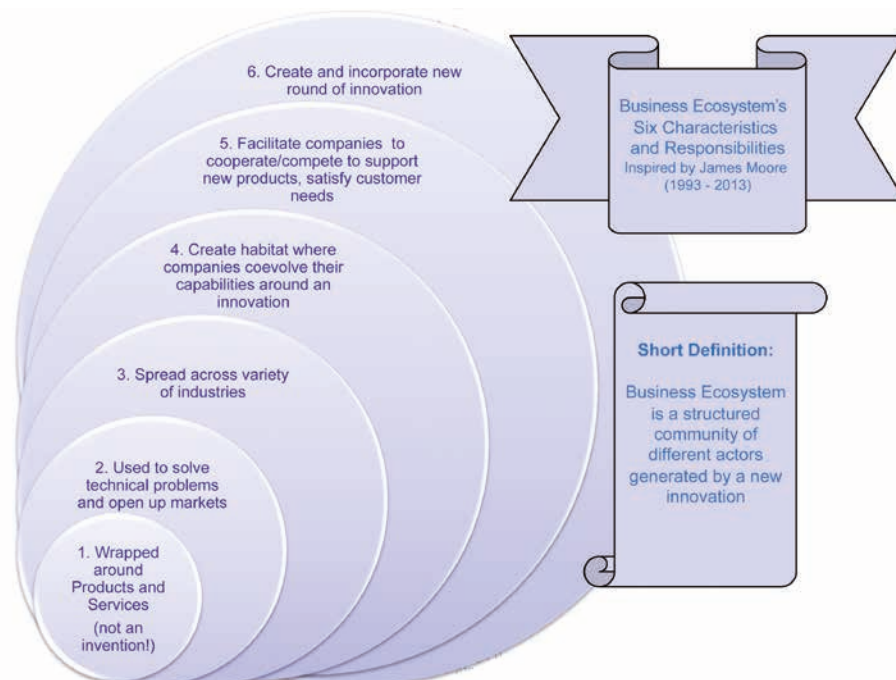 6. Create and incorporate new
round of innovation
5. Facilitate companies to
cooperate/compete to support
new products, satisfy customer
needs
4. Create habitat where
companies coevolve their
capabilities around an
innovation
3. Spread across variety
of industries
2. Used to solve
technical problems
and open up markets
1. Wrapped
around
Products and
Services
(not an
invention!)
Business Ecosystem's
Six Characteristics
and Responsibilities
Inspired by James Moore
(1993 - 2013)
Short Definition:
Business Ecosystem
is a structured
community of
different actors
generated by a new
innovation